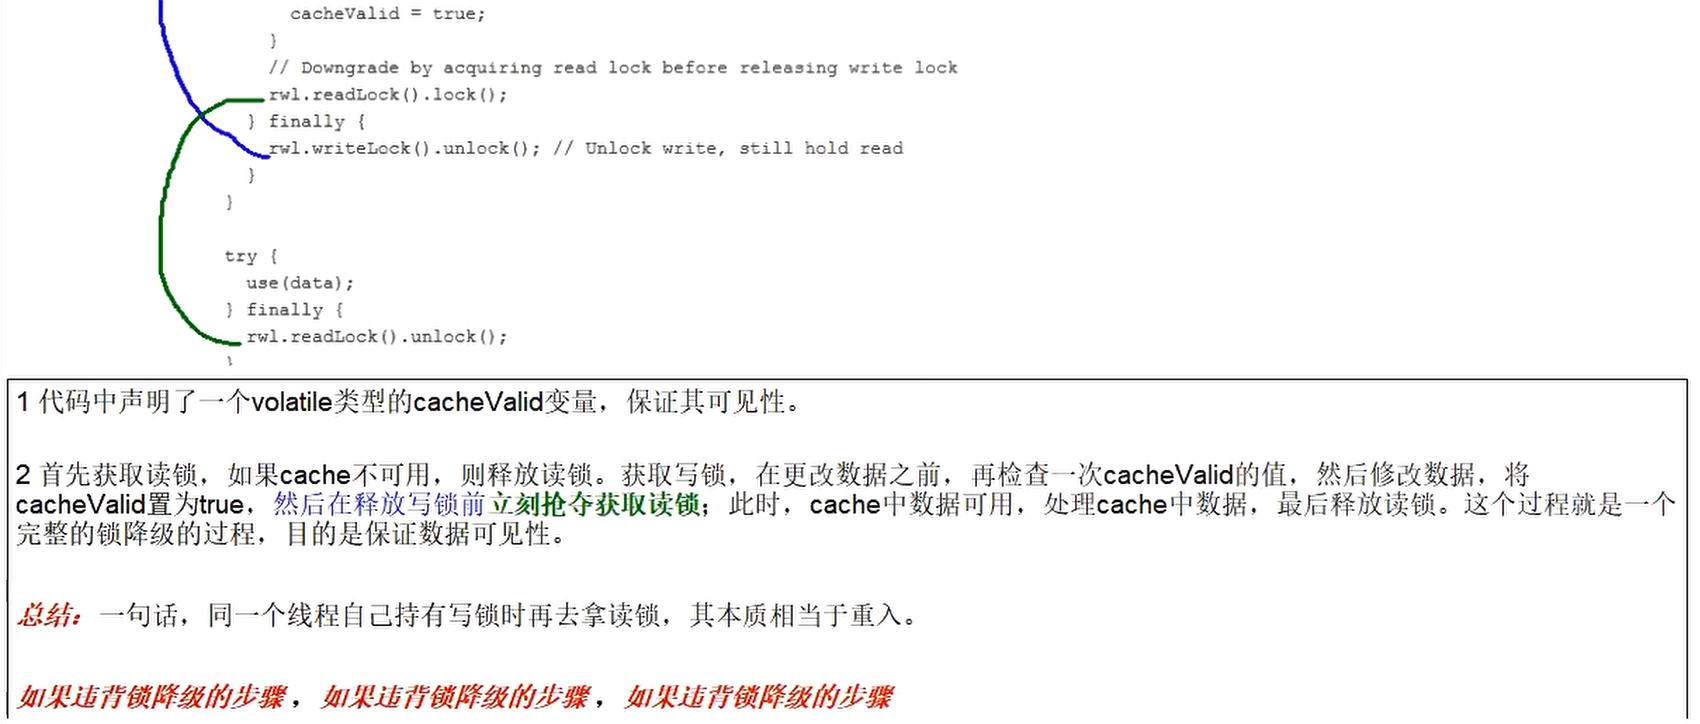 cacheValid = true;
}
// Downgrade by acquiring read lock before releasing write lock
rwl.readLock().lock();
} finally {
rwl.writeLock().unlock(); // Unlock write, still hold read
}
}
try {
use(data);
} finally {
rwl.readLock().unlock();
}
1 代码中声明了一个volatile类型的cacheValid变量，保证其可见性。
2 首先获取读锁，如果cache不可用，则释放读锁。获取写锁，在更改数据之前，再检查一次cacheValid的值，然后修改数据，将
cacheValid置为true，然后在释放写锁前立刻抢夺获取读锁；此时，cache中数据可用，处理cache中数据，最后释放读锁。这个过程就是一个
完整的锁降级的过程，目的是保证数据可见性。
总结：一句话，同一个线程自己持有写锁时再去拿读锁，其本质相当于重入。
如果违背锁降级的步骤，如果违背锁降级的步骤，如果违背锁降级的步骤